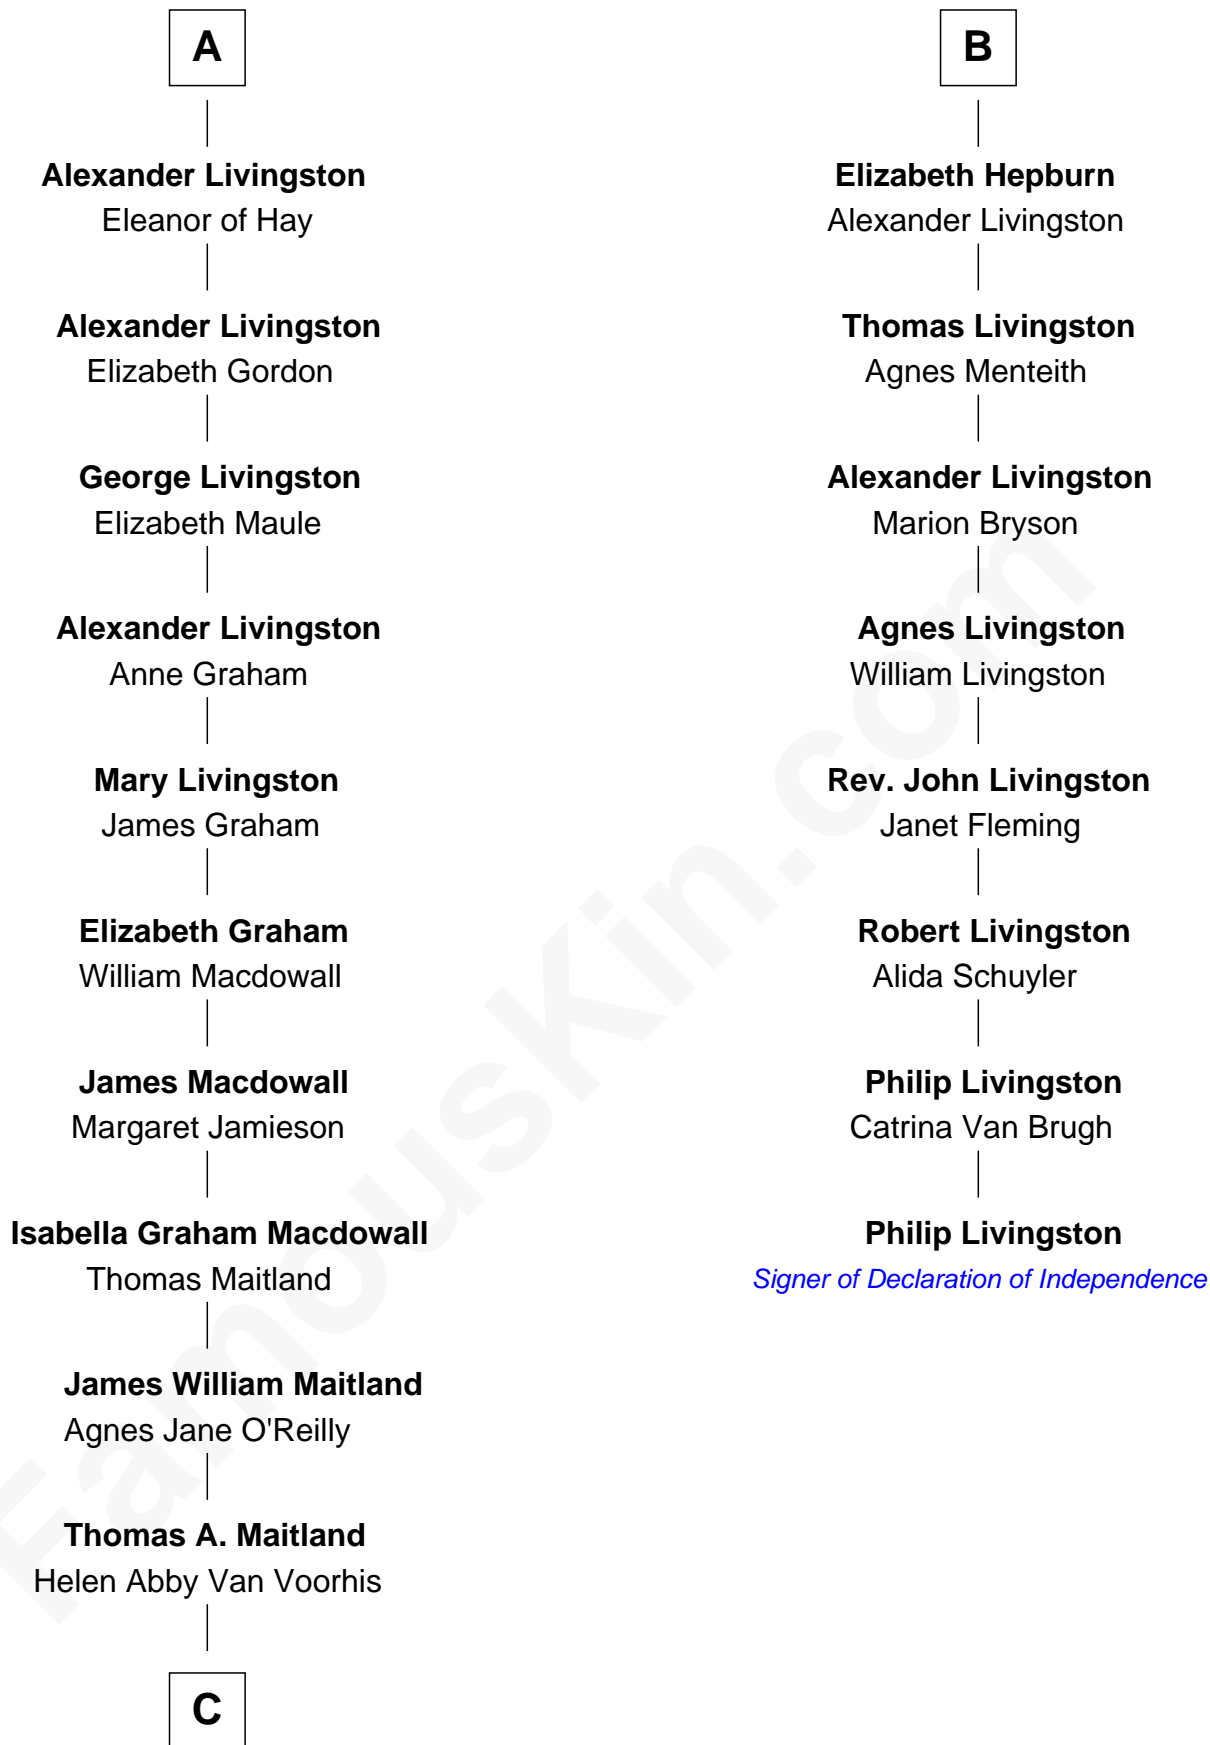 A
Alexander Livingston
Eleanor of Hay
Alexander Livingston
Elizabeth Gordon
George Livingston
Elizabeth Maule
Alexander Livingston
Anne Graham
Mary Livingston
James Graham
Elizabeth Graham
William Macdowall
James Macdowall
Margaret Jamieson
Isabella Graham Macdowall
Thomas Maitland
James William Maitland
Agnes Jane O'Reilly
Thomas A. Maitland
Helen Abby Van Voorhis
C
B
Elizabeth Hepburn
Alexander Livingston
Thomas Livingston
Agnes Menteith
Alexander Livingston
Marion Bryson
Agnes Livingston
William Livingston
Rev. John Livingston
Janet Fleming
Robert Livingston
Alida Schuyler
Philip Livingston
Catrina Van Brugh
Philip Livingston
Signer of Declaration of Independence
FamousKin.com